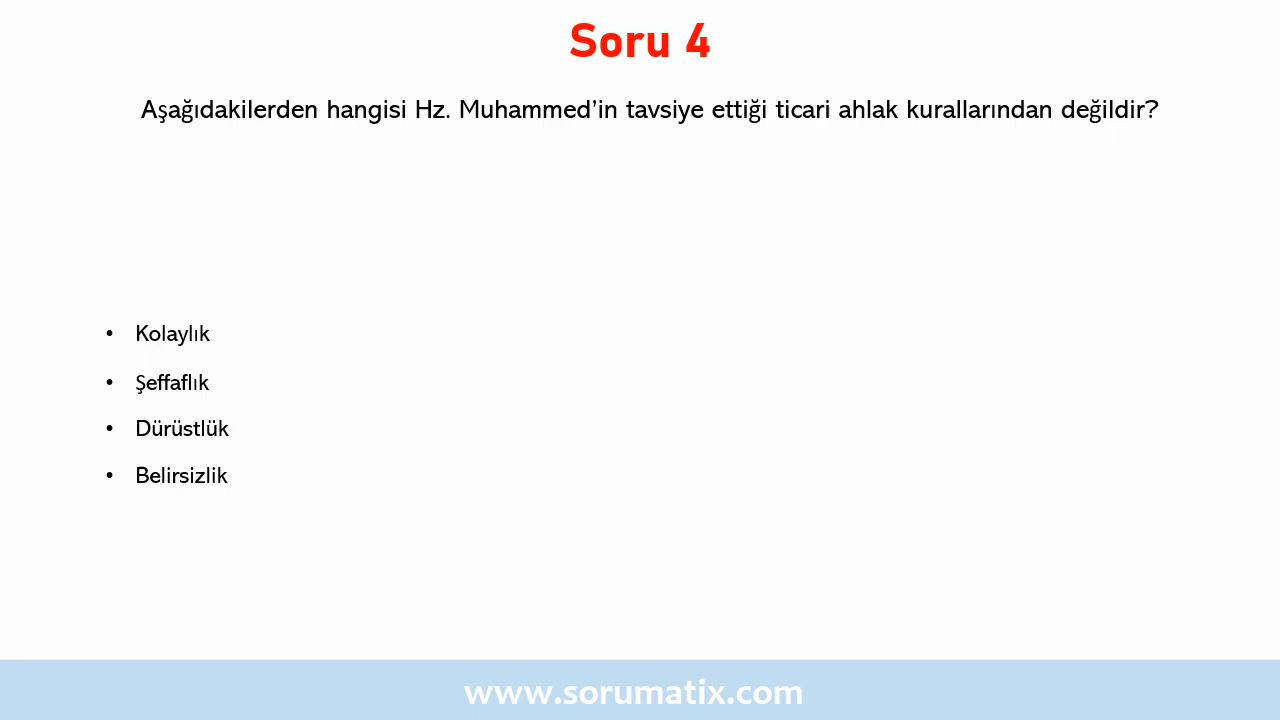 Soru 4
Aşağıdakilerden hangisi Hz. Muhammed’in tavsiye ettiği ticari ahlak kurallarından değildir?
• Kolaylık
• Şeffaflık
• Dürüstlük
• Belirsizlik
www.sorumatix.com